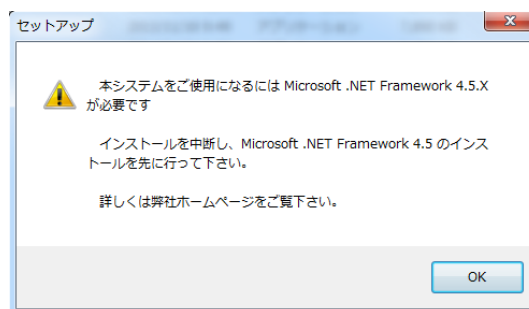 セットアップ
本システムをご使用になるには Microsoft .NET Framework 4.5.X
が必要です
インストールを中断し、Microsoft .NET Framework 4.5 のインス
トールを先に行って下さい。
詳しくは弊社ホームページをご覧下さい。
OK